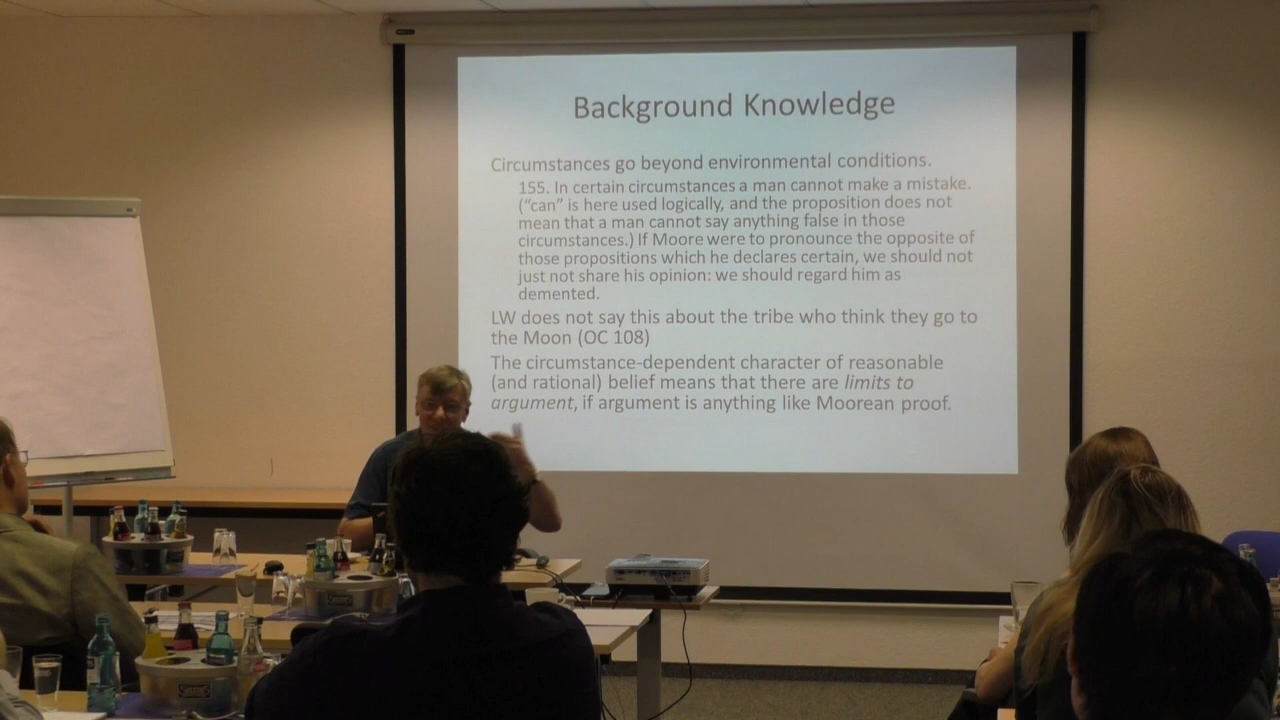 Background Knowledge
Circumstances go beyond environmental conditions.
155. In certain circumstances a man cannot make a mistake.
(“can” is here used logically, and the proposition does not
mean that a man cannot say anything false in those
circumstances.) If Moore were to pronounce the opposite of
those propositions which he declares certain, we should not
just not share his opinion: we should regard him as
demented.
LW does not say this about the tribe who think they go to
the Moon (OC 108)
The circumstance-dependent character of reasonable
(and rational) belief means that there are limits to
argument, if argument is anything like Moorean proof.